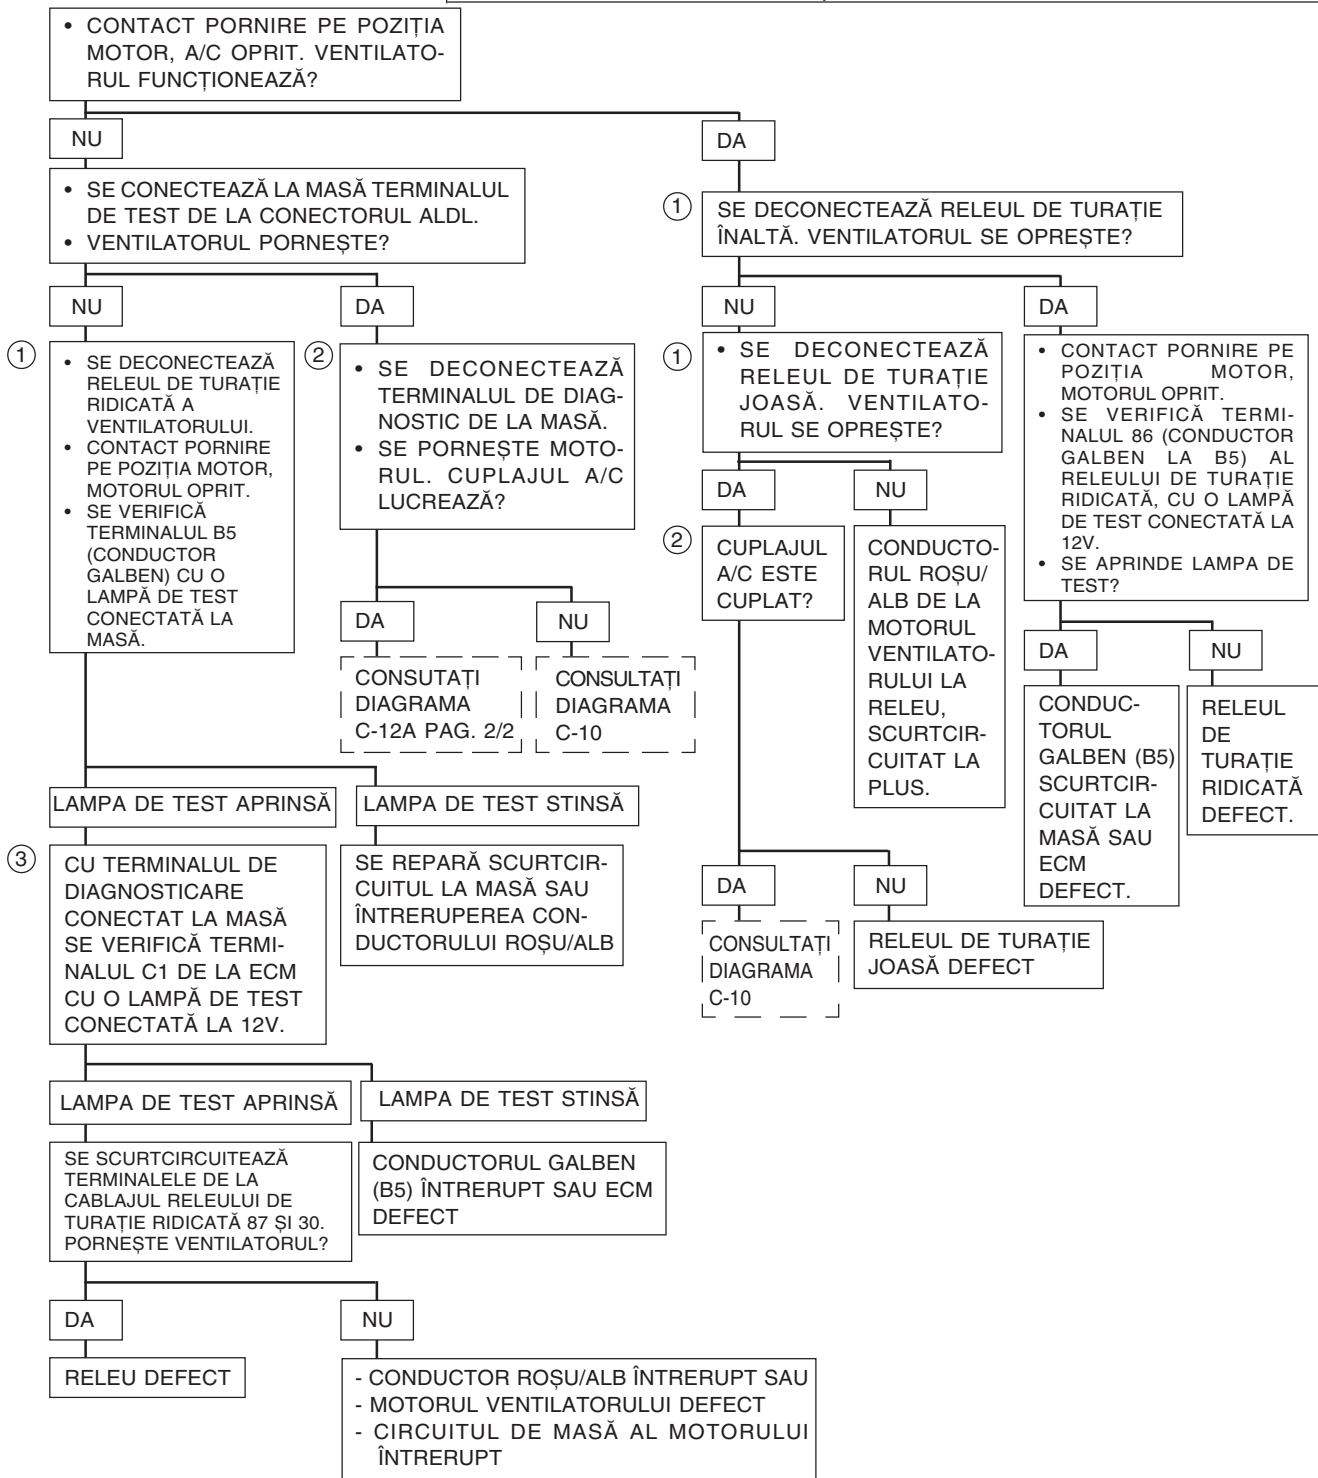 • CONTACT PORNIRE PE POZIȚIA
MOTOR, A/C OPRIT. VENTILATO-
RUL FUNCȚIONEAZĂ?
NU
DA
• SE CONECTEAZĂ LA MASĂ TERMINALUL
DE TEST DE LA CONECTORUL ALDL.
• VENTILATORUL PORNEȘTE?
1
SE DECONECTEAZĂ RELEUL DE TURAȚIE
ÎNALTĂ. VENTILATORUL SE OPREȘTE?
NU
DA
NU
DA
1
• SE DECONECTEAZĂ
RELEUL DE TURAȚIE
RIDICATĂ A
VENTILATORULUI.
• CONTACT PORNIRE
PE POZIȚIA MOTOR,
MOTORUL OPRIT.
• SE VERIFICĂ
TERMINALUL B5
(CONDUCTOR
GALBEN) CU O
LAMPĂ DE TEST
CONECTATĂ LA
MASĂ.
2
• SE DECONECTEAZĂ
TERMINALUL DE DIAG-
NOSTIC DE LA MASĂ.
• SE PORNEȘTE MOTO-
RUL. CUPLAJUL A/C
LUCREAZĂ?
1
• SE DECONECTEAZĂ
RELEUL DE TURAȚIE
JOASĂ. VENTILATO-
RUL SE OPREȘTE?
• CONTACT PORNIRE PE
POZIȚIA MOTOR,
MOTORUL OPRIT.
• SE VERIFICĂ TERMI-
NALUL 86 (CONDUCTOR
GALBEN LA B5) AL
RELEULUI DE TURAȚIE
RIDICATĂ, CU O LAMPĂ
DE TEST CONECTATĂ LA
12V.
• SE APRINDE LAMPA DE
TEST?
DA
NU
2
CUPLAJUL
A/C ESTE
CUPLAT?
CONDUCTO-
RUL ROȘU/
ALB DE LA
MOTORUL
VENTILATO-
RULUI LA
RELEU,
SCURTCIR-
CUITAT LA
PLUS.
DA
NU
CONSUTAȚI
DIAGRAMA
C-12A PAG. 2/2
CONSULTAȚI
DIAGRAMA
C-10
DA
NU
CONDUC-
TORUL
GALBEN (B5)
SCURTCIR-
CUITAT LA
MASĂ SAU
ECM
DEFECT.
RELEUL
DE
TURAȚIE
RIDICATĂ
DEFECT.
LAMPA DE TEST APRINSĂ
LAMPA DE TEST STINSĂ
3
CU TERMINALUL DE
DIAGNOSTICARE
CONECTAT LA MASĂ
SE VERIFICĂ TERMI-
NALUL C1 DE LA ECM
CU O LAMPĂ DE TEST
CONECTATĂ LA 12V.
SE REPARĂ SCURTCIR-
CUITUL LA MASĂ SAU
ÎNTRERUPEREA CON-
DUCTORULUI ROȘU/ALB
DA
NU
CONSULTAȚI
DIAGRAMA
C-10
RELEUL DE TURAȚIE
JOASĂ DEFECT
LAMPA DE TEST APRINSĂ
LAMPA DE TEST STINSĂ
SE SCURTCIRCUITEAZĂ
TERMINALELE DE LA
CABLAJUL RELEULUI DE
TURAȚIE RIDICATĂ 87 ȘI 30.
PORNEȘTE VENTILATORUL?
CONDUCTORUL GALBEN
(B5) ÎNTRERUPT SAU ECM
DEFECT
DA
NU
RELEU DEFECT
- CONDUCTOR ROȘU/ALB ÎNTRERUPT SAU
- MOTORUL VENTILATORULUI DEFECT
- CIRCUITUL DE MASĂ AL MOTORULUI
ÎNTRERUPT